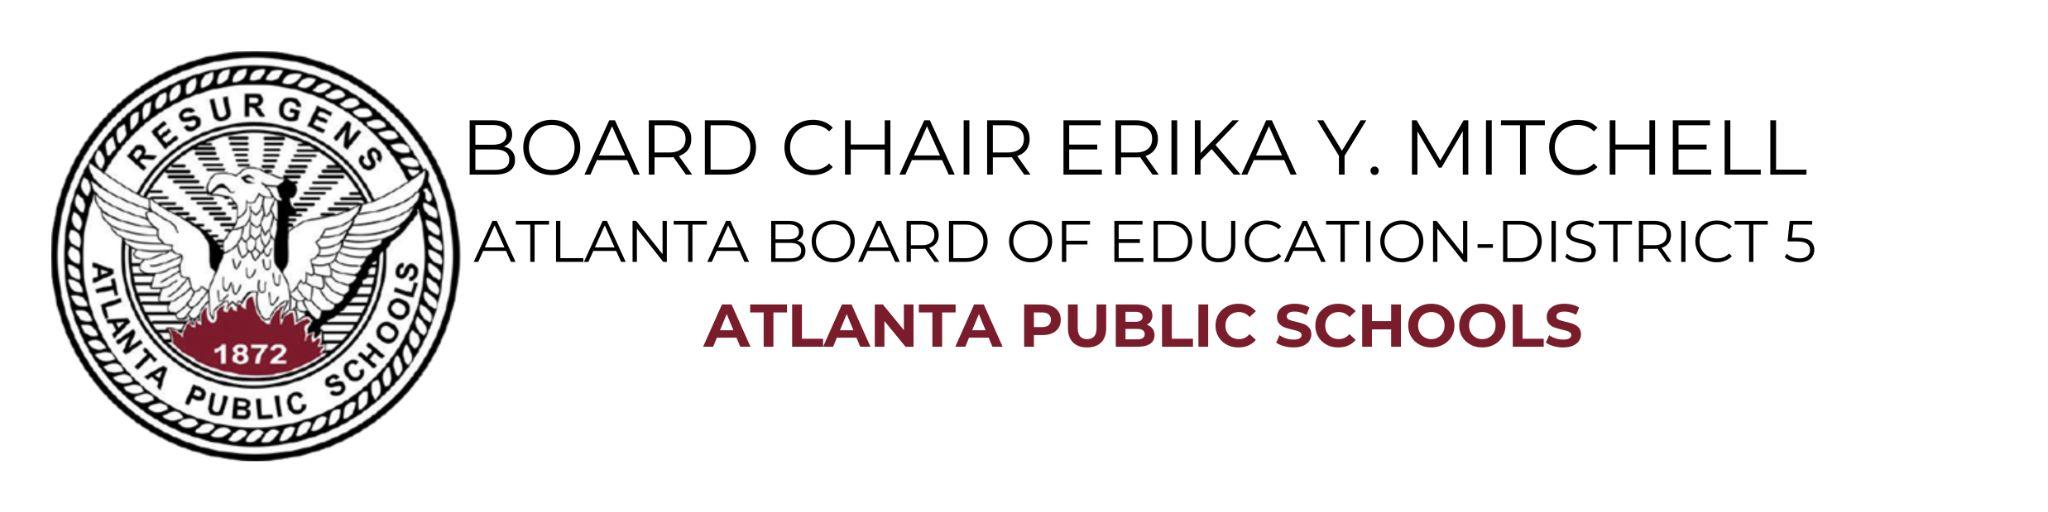 RESURGENS
ATLANTA PUBLIC SCHOOLS
1872
BOARD CHAIR ERIKA Y. MITCHELL
ATLANTA BOARD OF EDUCATION-DISTRICT 5
ATLANTA PUBLIC SCHOOLS